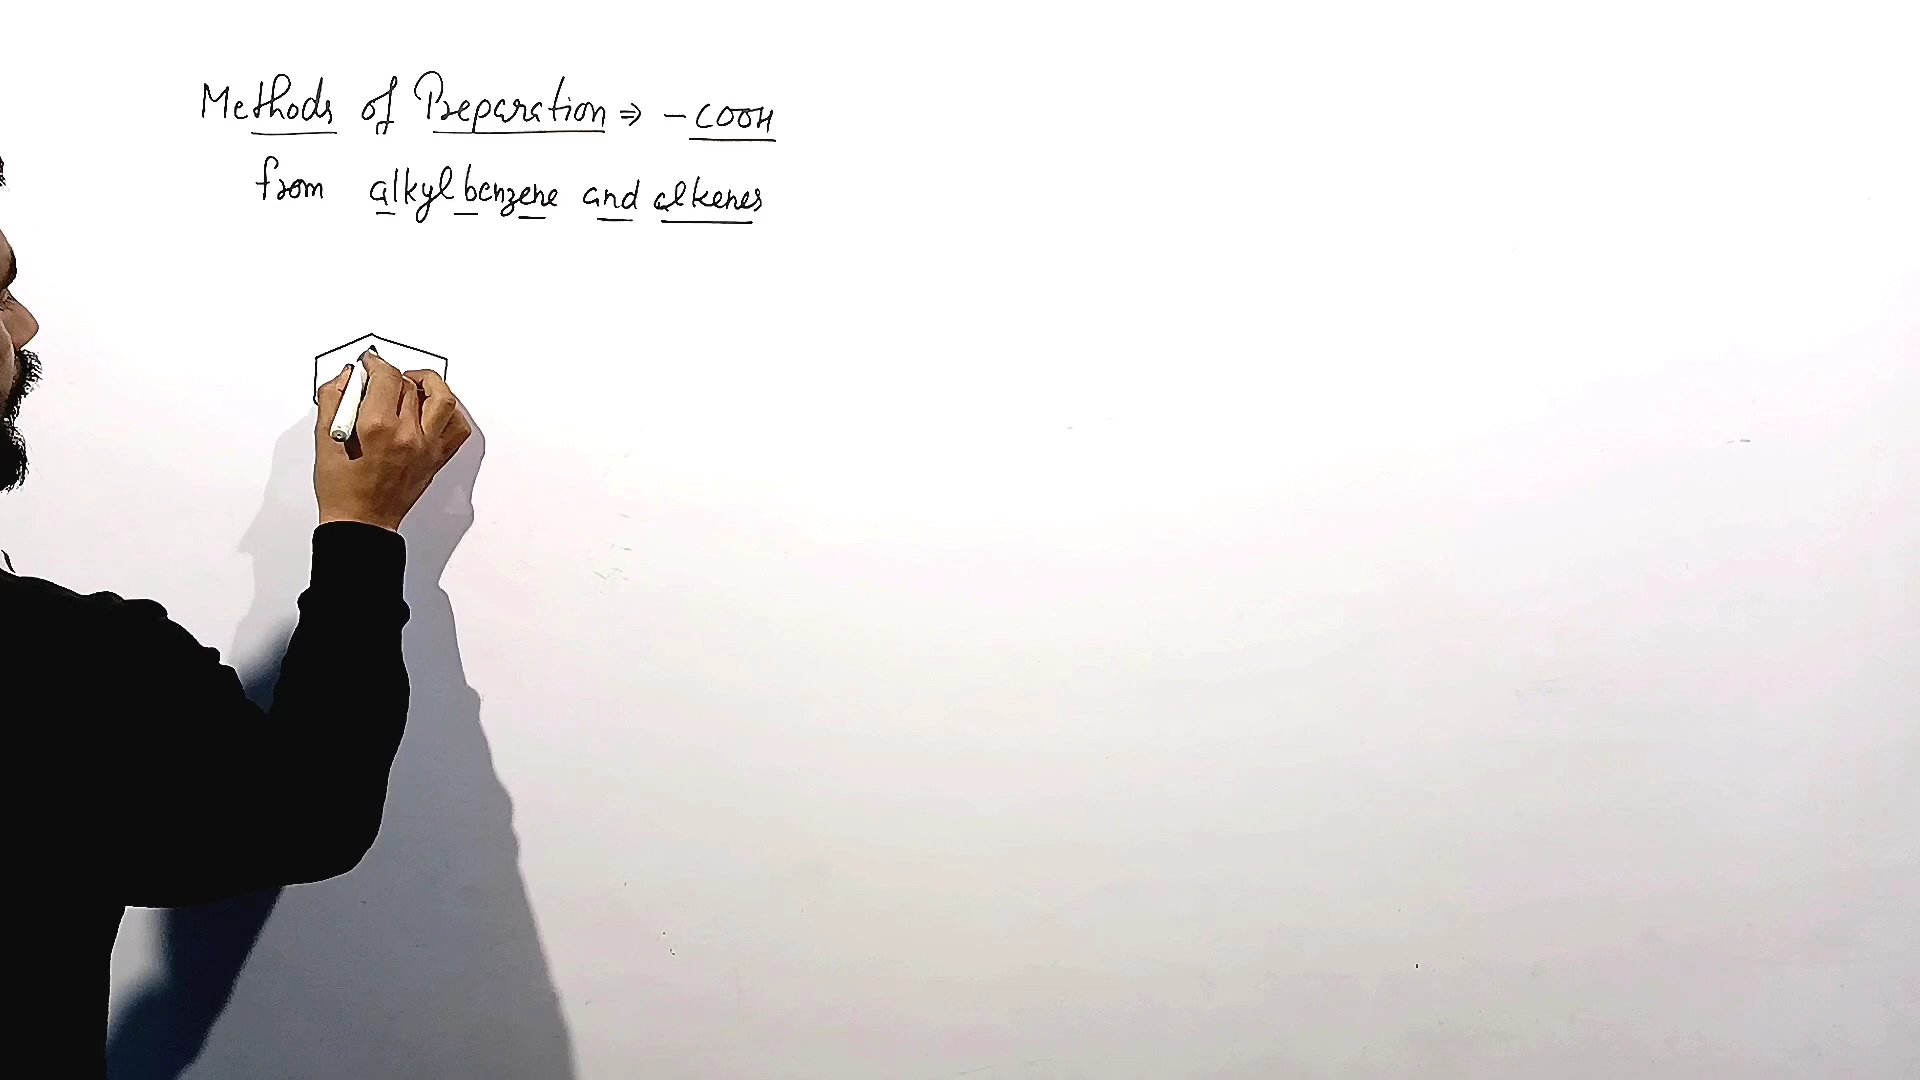 Methods of Preparation ⇒ -COOH
from alkyl benzene and alkenes